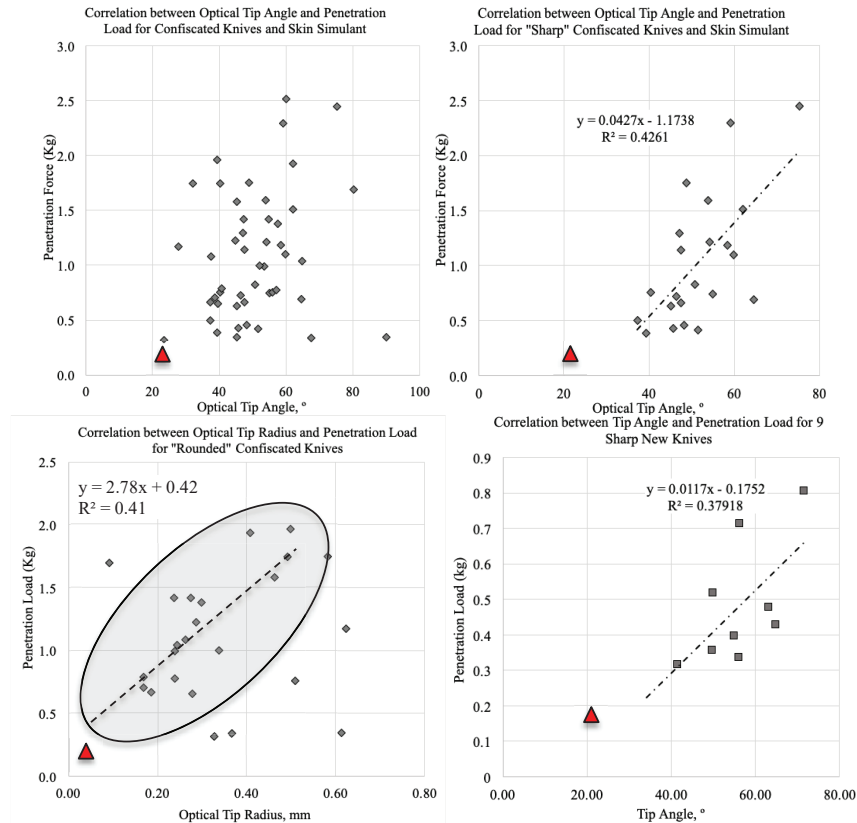 Correlation between Optical Tip Angle and Penetration
Load for Confiscated Knives and Skin Simulant
3.0
2.5
2.0
1.5
1.0
0.5
0.0
Penetration Force (Kg)
0 20 40 60 80 100
Optical Tip Angle, º
Correlation between Optical Tip Angle and Penetration
Load for "Sharp" Confiscated Knives and Skin Simulant
3.0
2.5
2.0
1.5
1.0
0.5
0.0
Penetration Force (Kg)
y = 0.0427x - 1.1738
R² = 0.4261
0 20 40 60 80
Optical Tip Angle, º
Correlation between Optical Tip Radius and Penetration Load
for "Rounded" Confiscated Knives
2.5
2.0
1.5
1.0
0.5
0.0
Penetration Load (Kg)
y = 2.78x + 0.42
R² = 0.41
0.00 0.20 0.40 0.60 0.80
Optical Tip Radius, mm
Correlation between Tip Angle and Penetration Load for 9
Sharp New Knives
0.9
0.8
0.7
0.6
0.5
0.4
0.3
0.2
0.1
0
Penetration Load (kg)
y = 0.0117x - 0.1752
R² = 0.37918
0.00 20.00 40.00 60.00 80.00
Tip Angle, º